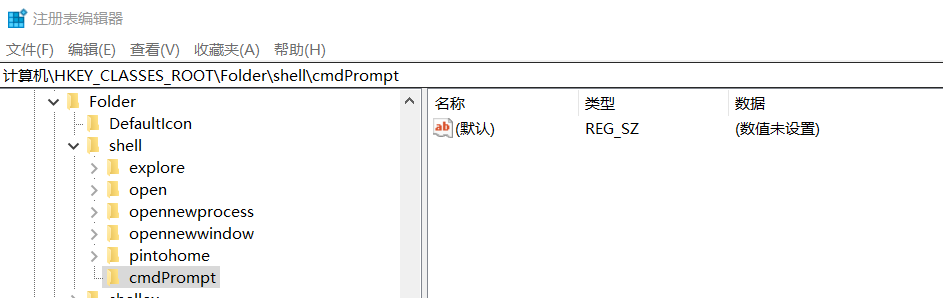 注册表编辑器
文件(F) 编辑(E) 查看(V) 收藏夹(A) 帮助(H)
计算机\HKEY_CLASSES_ROOT\Folder\shell\cmdPrompt
Folder
DefaultIcon
shell
explore
open
opennewprocess
opennewwindow
pintohome
cmdPrompt
名称 类型 数据
ab (默认) REG_SZ (数值未设置)